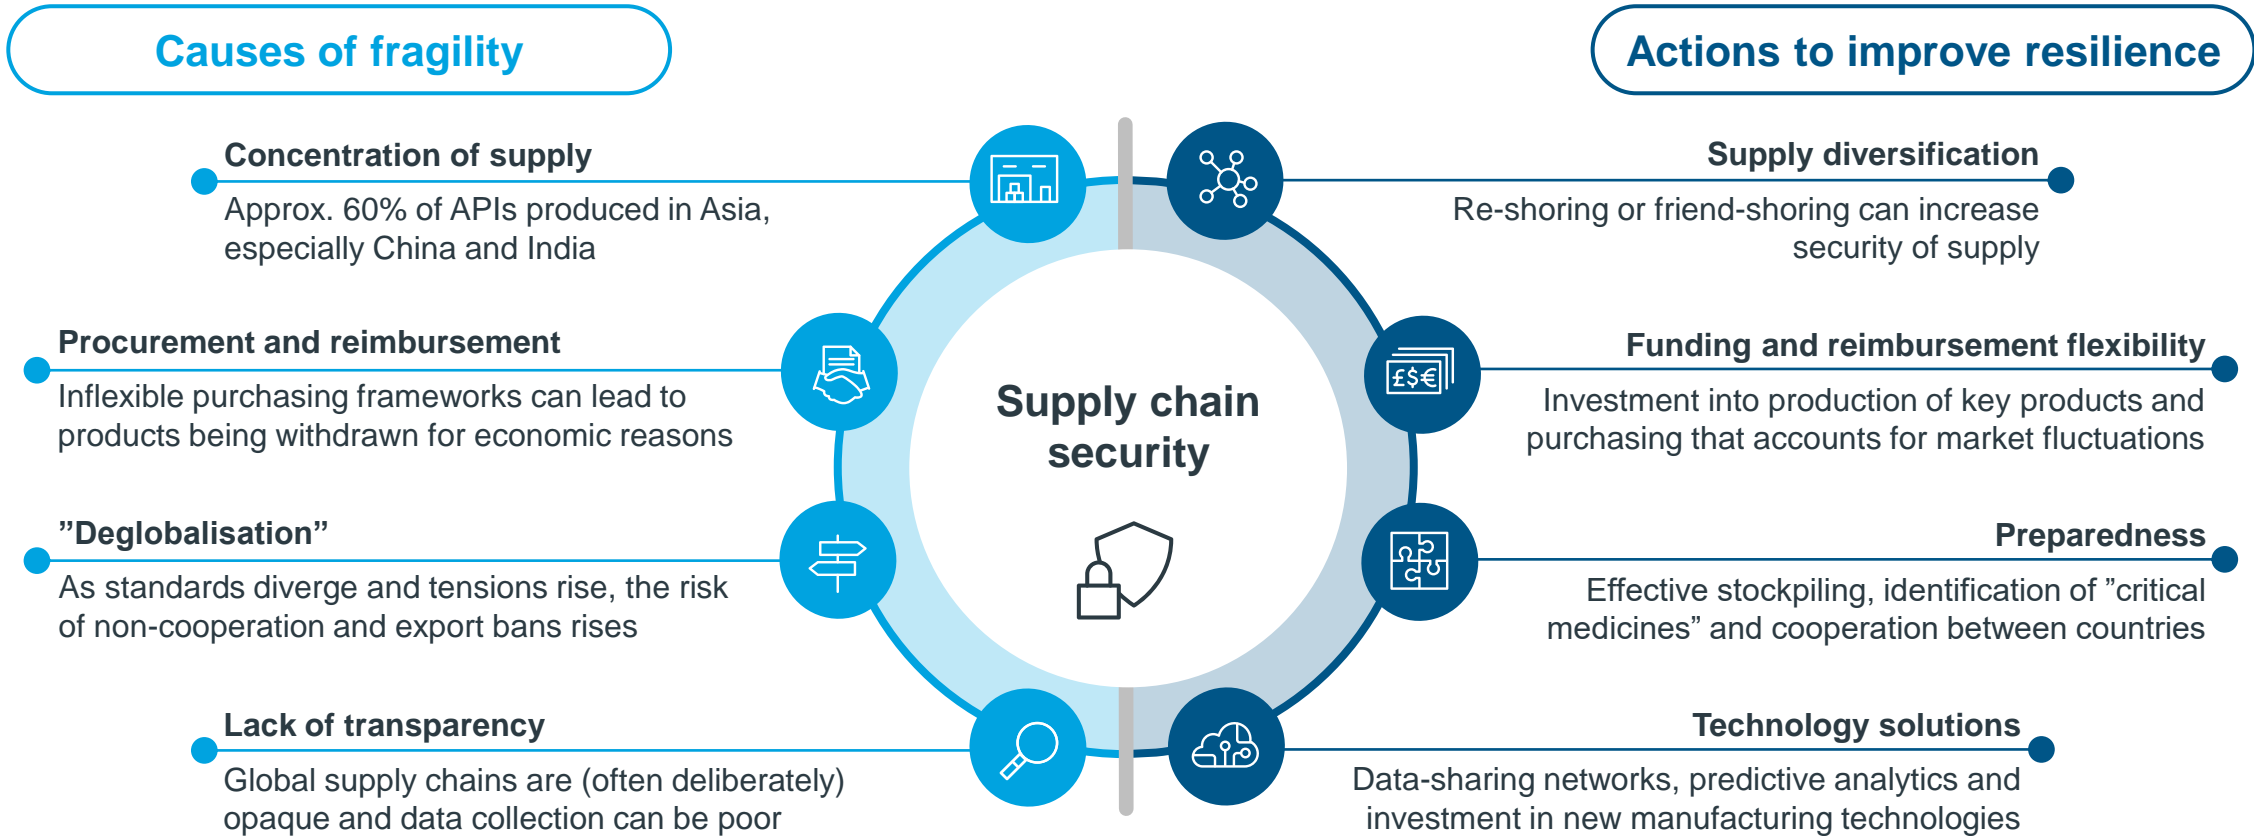 Causes of fragility
Concentration of supply
Approx. 60% of APIs produced in Asia,
especially China and India
Procurement and reimbursement
Inflexible purchasing frameworks can lead to
products being withdrawn for economic reasons
”Deglobalisation”
As standards diverge and tensions rise, the risk
of non-cooperation and export bans rises
Lack of transparency
Global supply chains are (often deliberately)
opaque and data collection can be poor
Supply chain
security
Actions to improve resilience
Supply diversification
Re-shoring or friend-shoring can increase
security of supply
£$€
Funding and reimbursement flexibility
Investment into production of key products and
purchasing that accounts for market fluctuations
Preparedness
Effective stockpiling, identification of ”critical
medicines” and cooperation between countries
Technology solutions
Data-sharing networks, predictive analytics and
investment in new manufacturing technologies